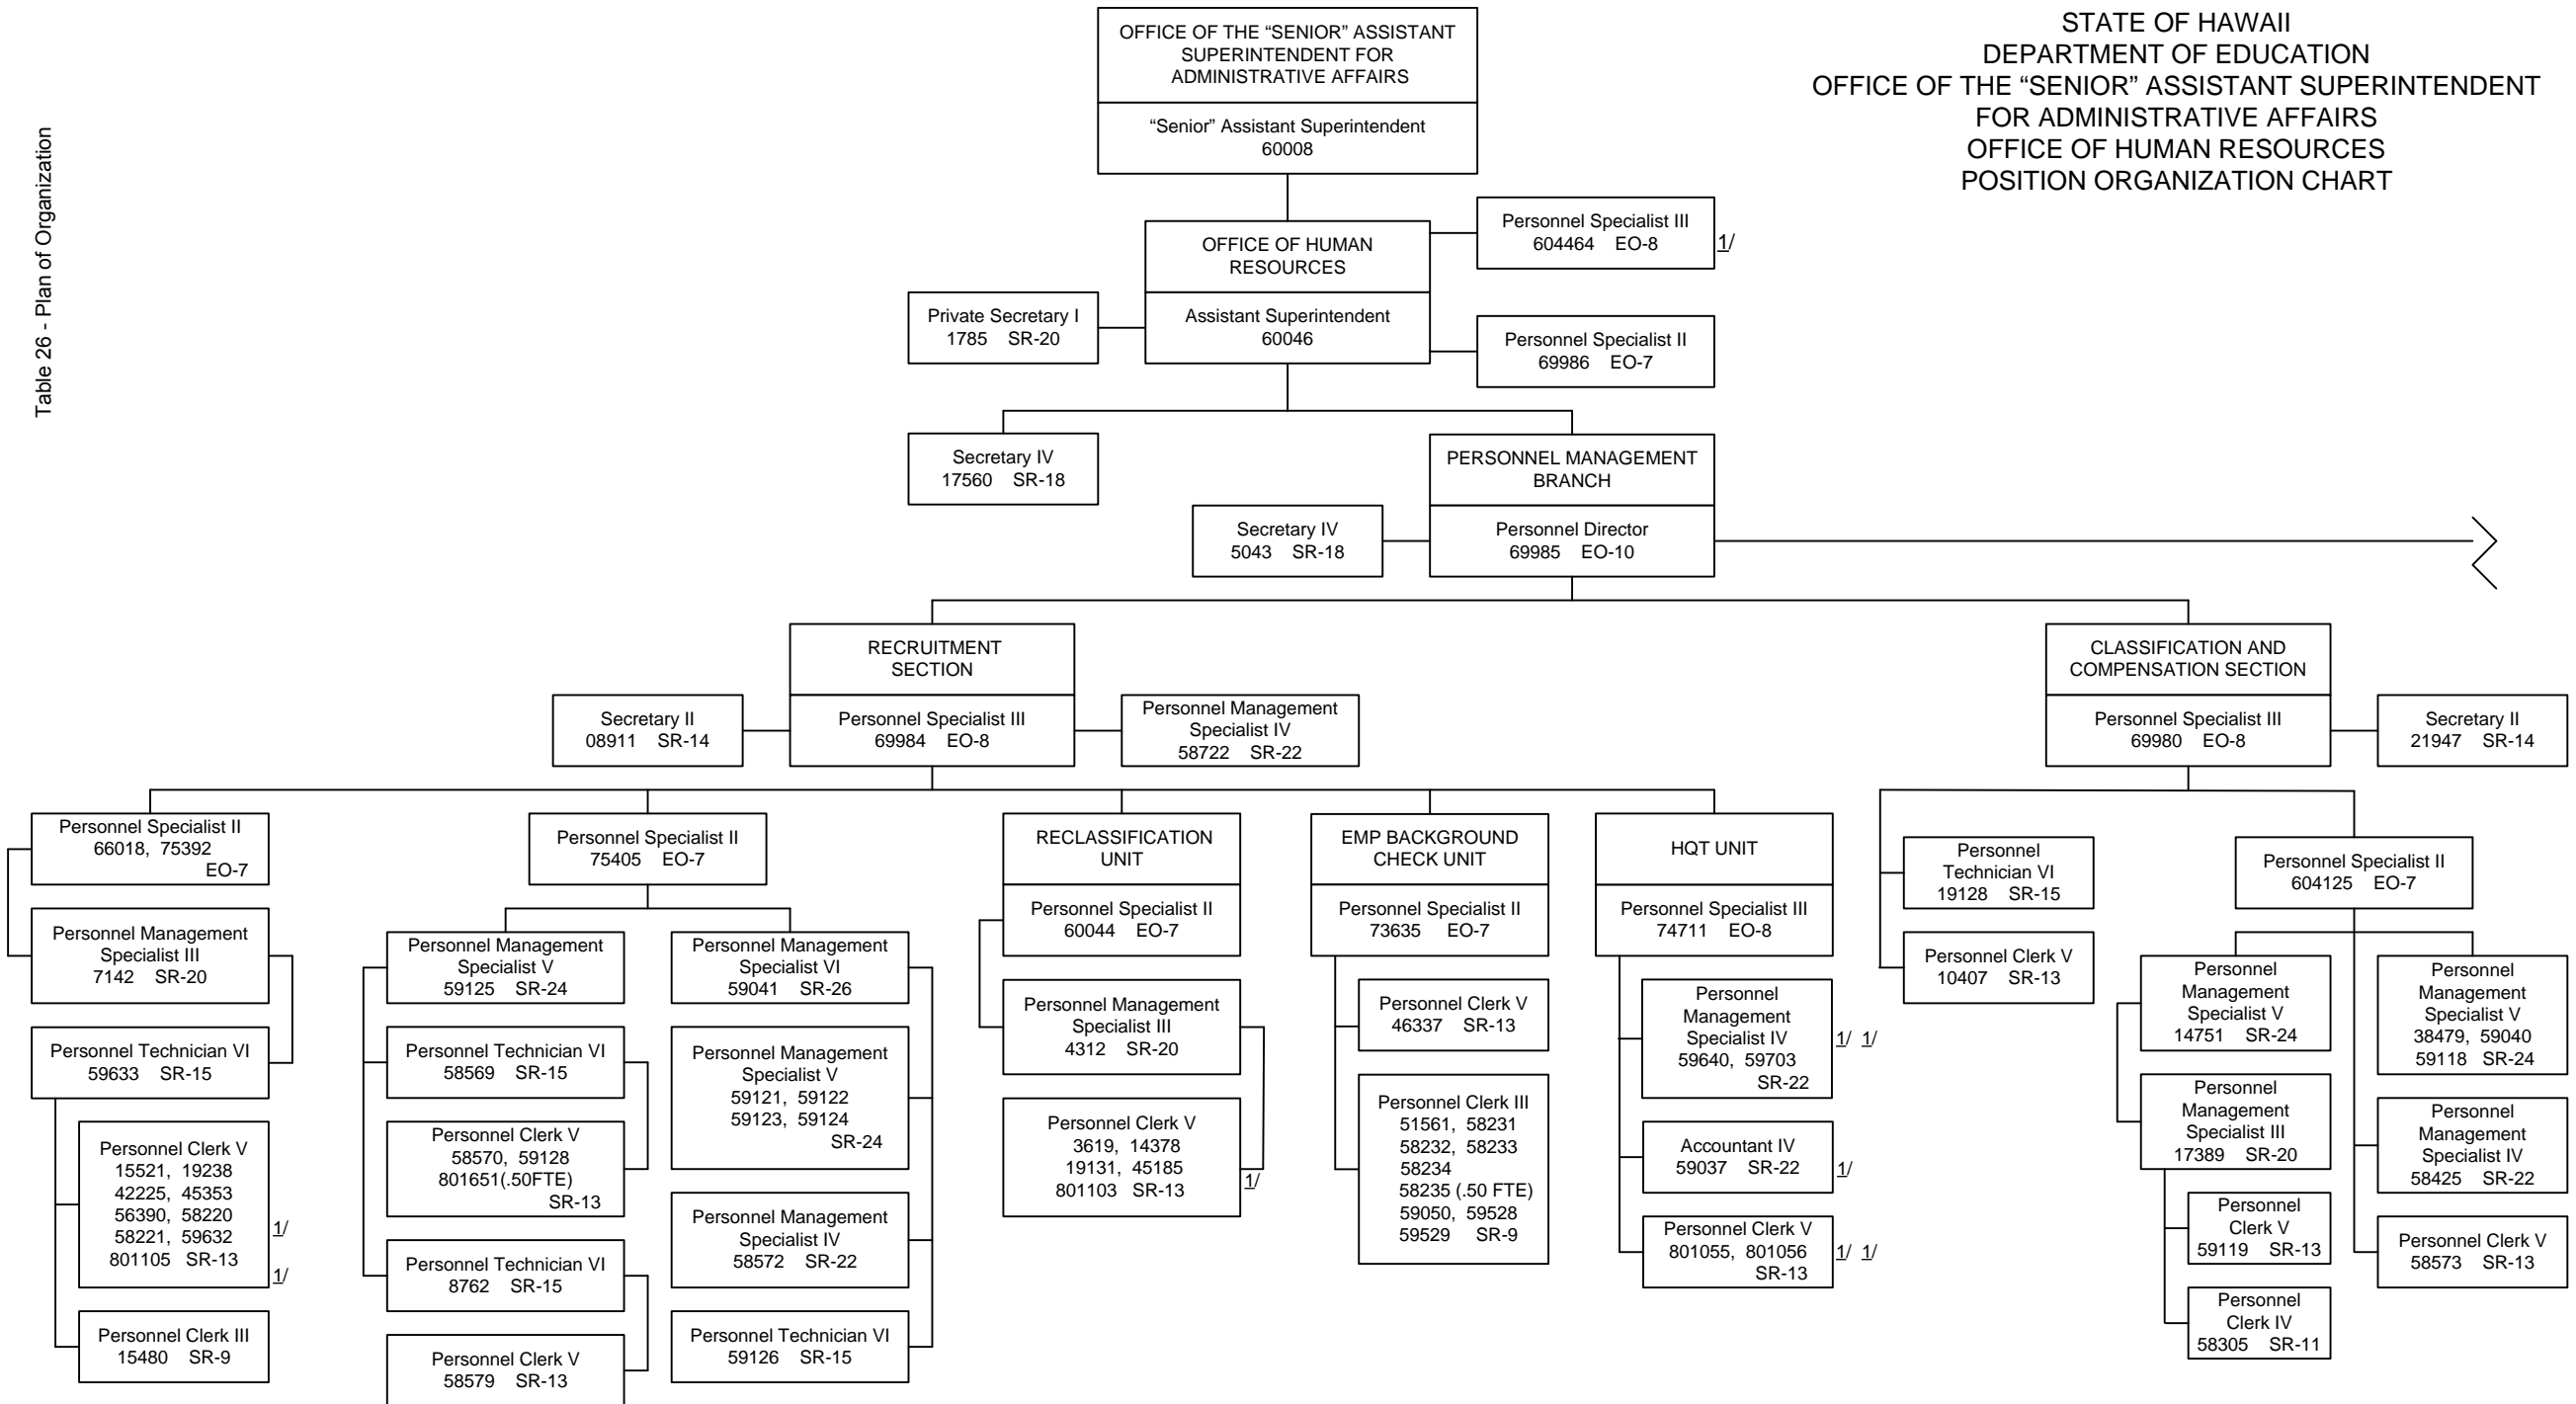 STATE OF HAWAII
DEPARTMENT OF EDUCATION
OFFICE OF THE “SENIOR” ASSISTANT SUPERINTENDENT
FOR ADMINISTRATIVE AFFAIRS
OFFICE OF HUMAN RESOURCES
POSITION ORGANIZATION CHART
Table 26 - Plan of Organization
OFFICE OF THE “SENIOR” ASSISTANT
SUPERINTENDENT FOR
ADMINISTRATIVE AFFAIRS
“Senior” Assistant Superintendent
60008
OFFICE OF HUMAN
RESOURCES
Assistant Superintendent
60046
Personnel Specialist III
604464 EO-8
1/
Private Secretary I
1785 SR-20
Personnel Specialist II
69986 EO-7
Secretary IV
17560 SR-18
PERSONNEL MANAGEMENT
BRANCH
Personnel Director
69985 EO-10
Secretary IV
5043 SR-18
RECRUITMENT
SECTION
Personnel Specialist III
69984 EO-8
Secretary II
08911 SR-14
Personnel Management
Specialist IV
58722 SR-22
CLASSIFICATION AND
COMPENSATION SECTION
Personnel Specialist III
69980 EO-8
Secretary II
21947 SR-14
Personnel Specialist II
66018, 75392
EO-7
Personnel Management
Specialist III
7142 SR-20
Personnel Technician VI
59633 SR-15
Personnel Clerk V
15521, 19238
42225, 45353
56390, 58220
58221, 59632
801105 SR-13
1/
1/
Personnel Clerk III
15480 SR-9
Personnel Specialist II
75405 EO-7
Personnel Management
Specialist V
59125 SR-24
Personnel Technician VI
58569 SR-15
Personnel Clerk V
58570, 59128
801651(.50FTE)
SR-13
Personnel Technician VI
8762 SR-15
Personnel Clerk V
58579 SR-13
Personnel Management
Specialist VI
59041 SR-26
Personnel Management
Specialist V
59121, 59122
59123, 59124
SR-24
Personnel Management
Specialist IV
58572 SR-22
Personnel Technician VI
59126 SR-15
RECLASSIFICATION
UNIT
Personnel Specialist II
60044 EO-7
Personnel Management
Specialist III
4312 SR-20
Personnel Clerk V
3619, 14378
19131, 45185
801103 SR-13
1/
EMP BACKGROUND
CHECK UNIT
Personnel Specialist II
73635 EO-7
Personnel Clerk V
46337 SR-13
Personnel Clerk III
51561, 58231
58232, 58233
58234
58235 (.50 FTE)
59050, 59528
59529 SR-9
HQT UNIT
Personnel Specialist III
74711 EO-8
Personnel
Management
Specialist IV
59640, 59703
SR-22
1/ 1/
Accountant IV
59037 SR-22
1/
Personnel Clerk V
801055, 801056
SR-13
1/ 1/
Personnel
Technician VI
19128 SR-15
Personnel Clerk V
10407 SR-13
Personnel Specialist II
604125 EO-7
Personnel
Management
Specialist V
14751 SR-24
Personnel
Management
Specialist III
17389 SR-20
Personnel
Clerk V
59119 SR-13
Personnel
Clerk IV
58305 SR-11
Personnel
Management
Specialist V
38479, 59040
59118 SR-24
Personnel
Management
Specialist IV
58425 SR-22
Personnel Clerk V
58573 SR-13